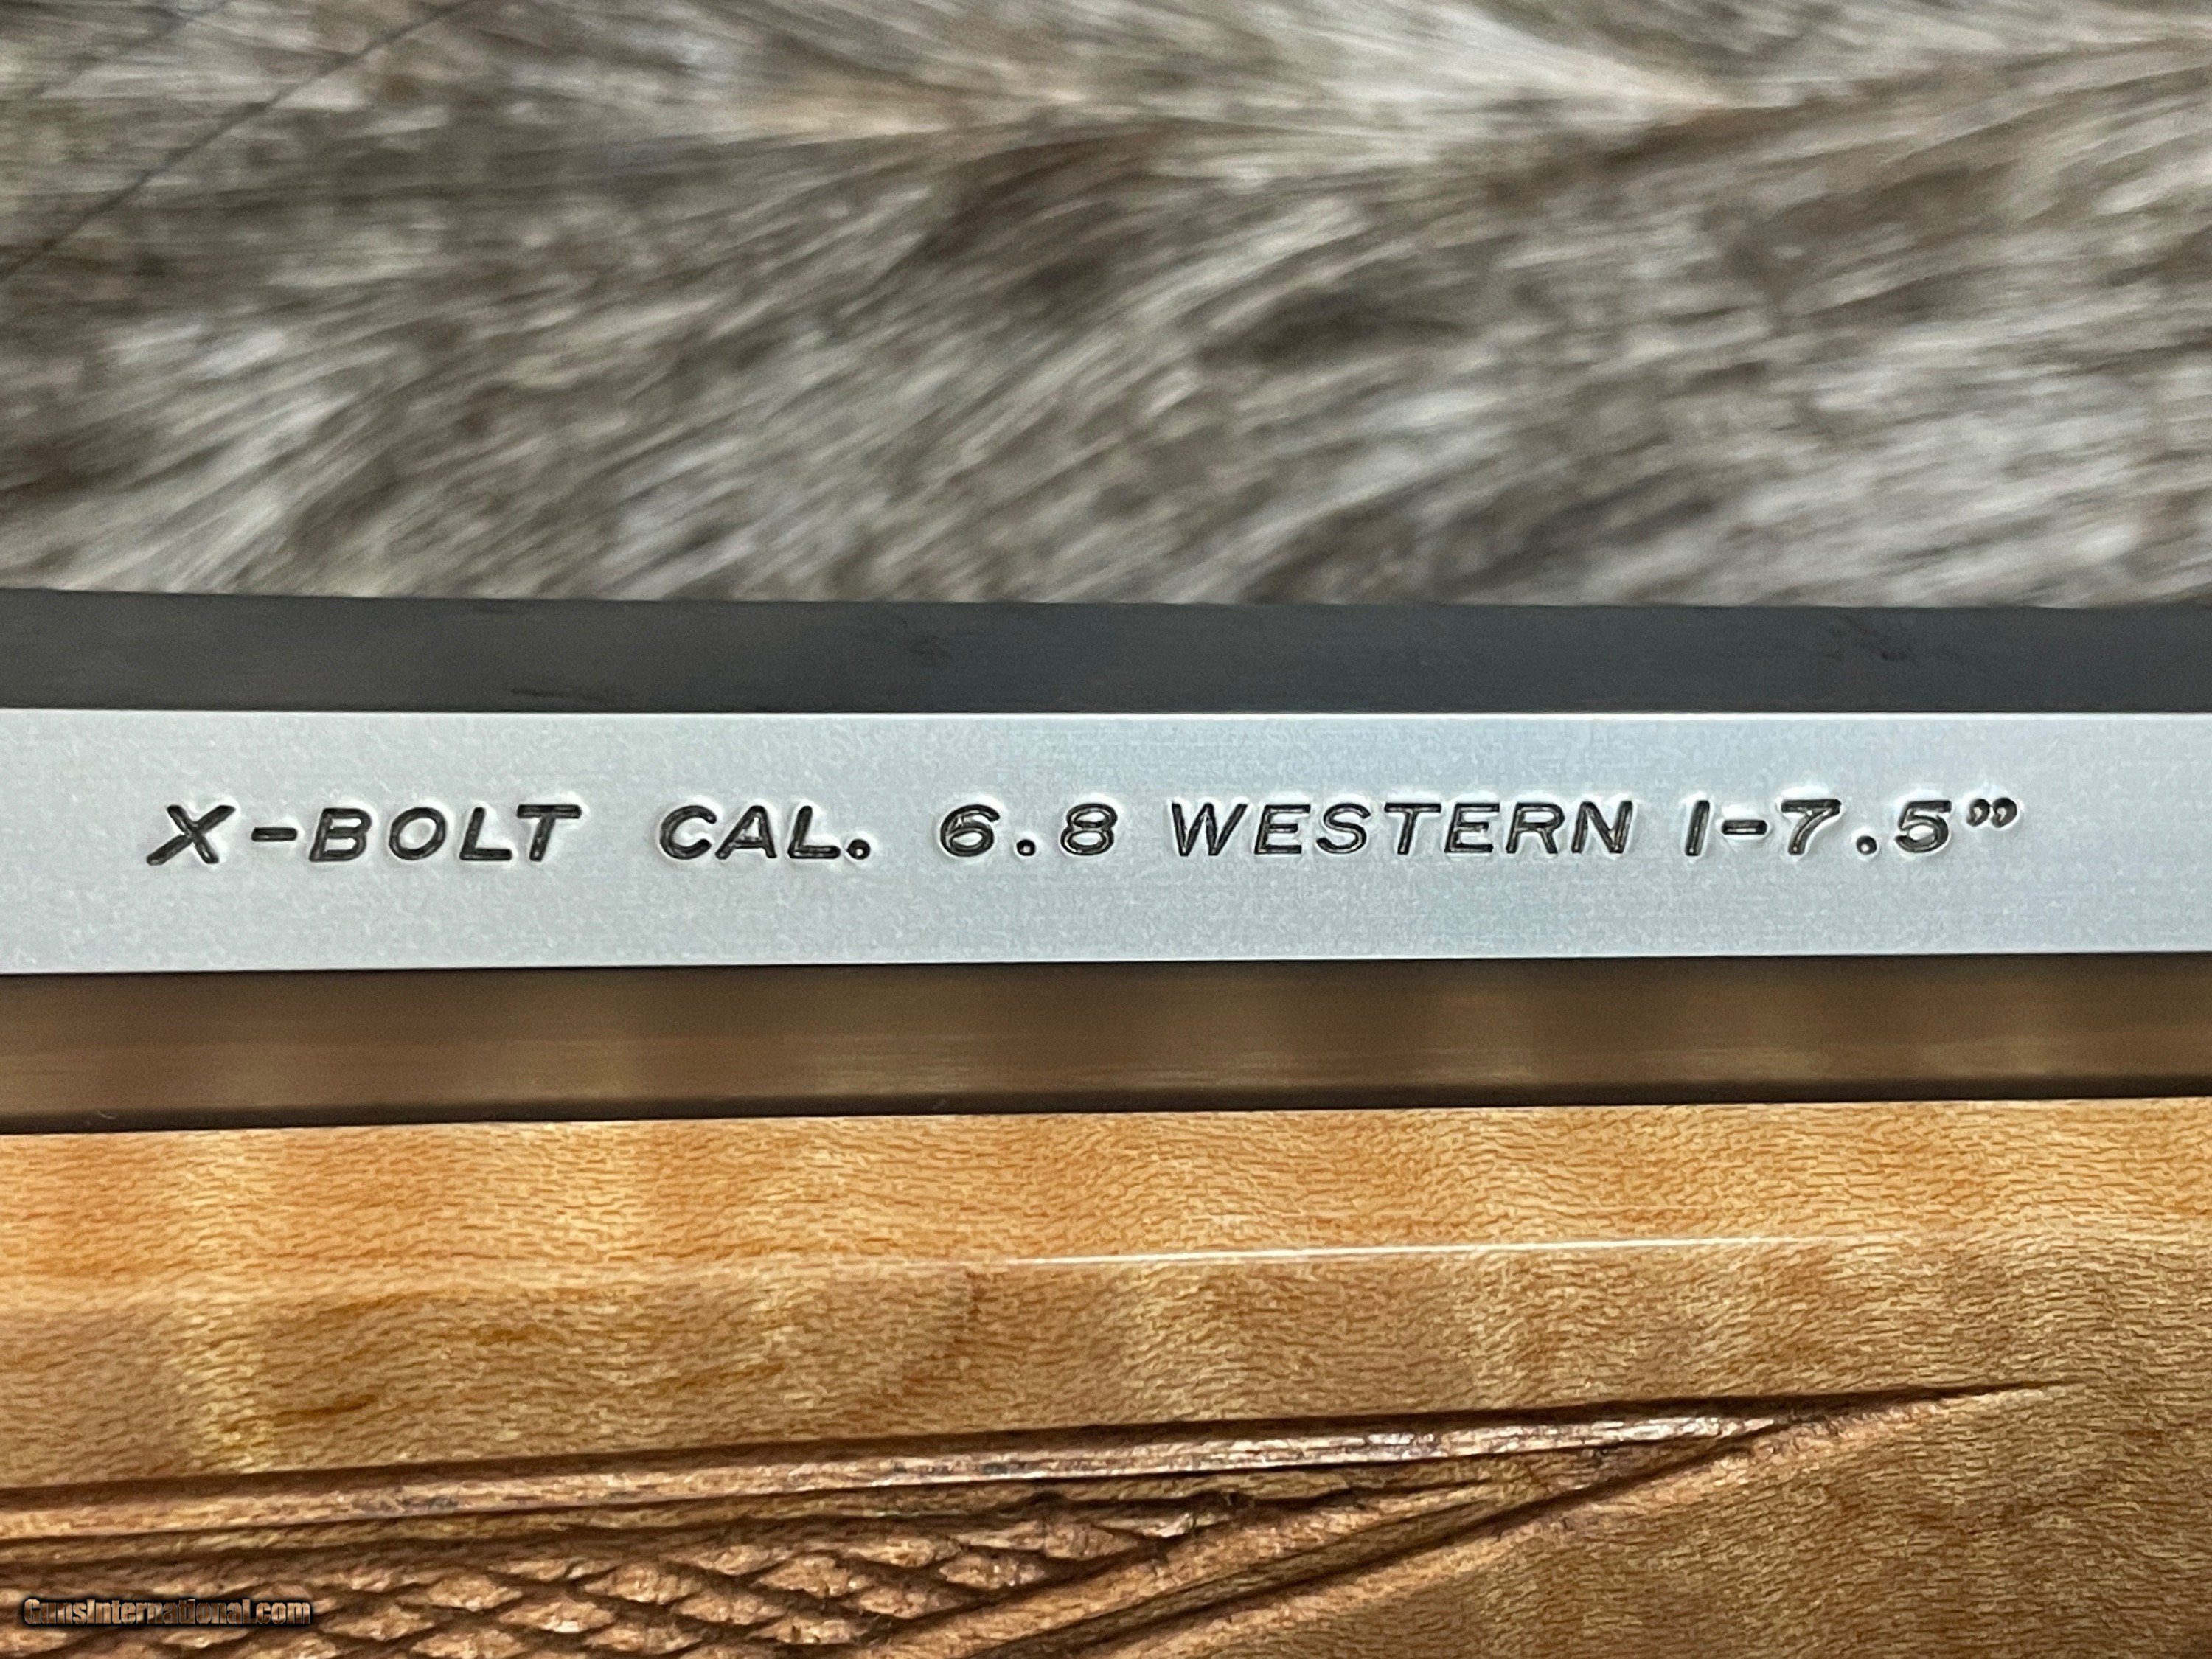 X-BOLT CAL. 6.8 WESTERN 1-7.5”
GunsInternational.com